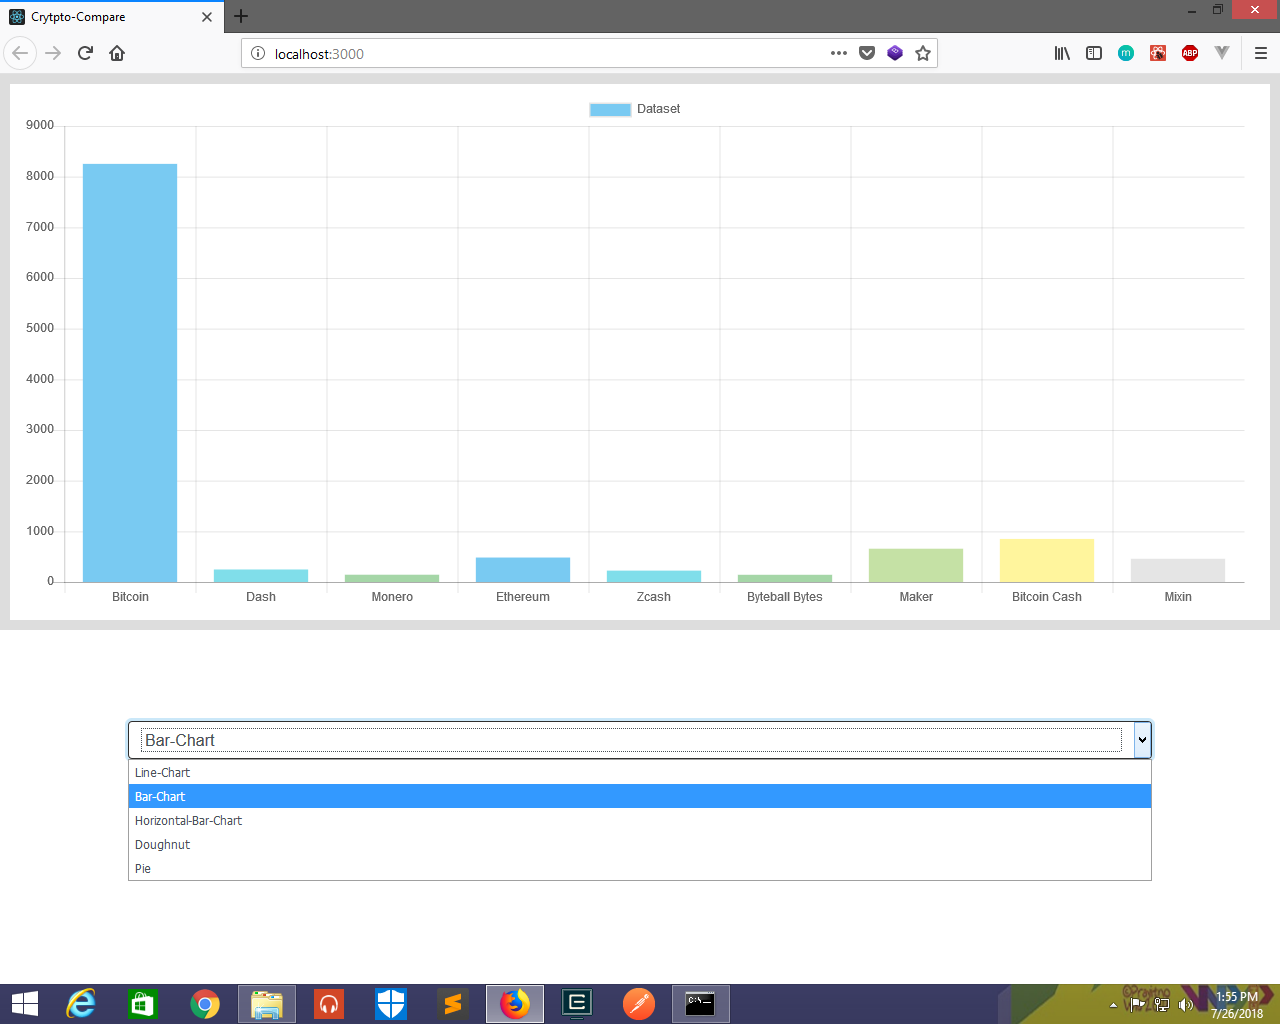 Crytpto-Compare
localhost:3000
m
ABP
Dataset
9000
8000
7000
6000
5000
4000
3000
2000
1000
0
Bitcoin Dash Monero Ethereum Zcash Byteball Bytes Maker Bitcoin Cash Mixin
Bar-Chart
Line-Chart
Bar-Chart
Horizontal-Bar-Chart
Doughnut
Pie
1:55 PM
7/26/2018